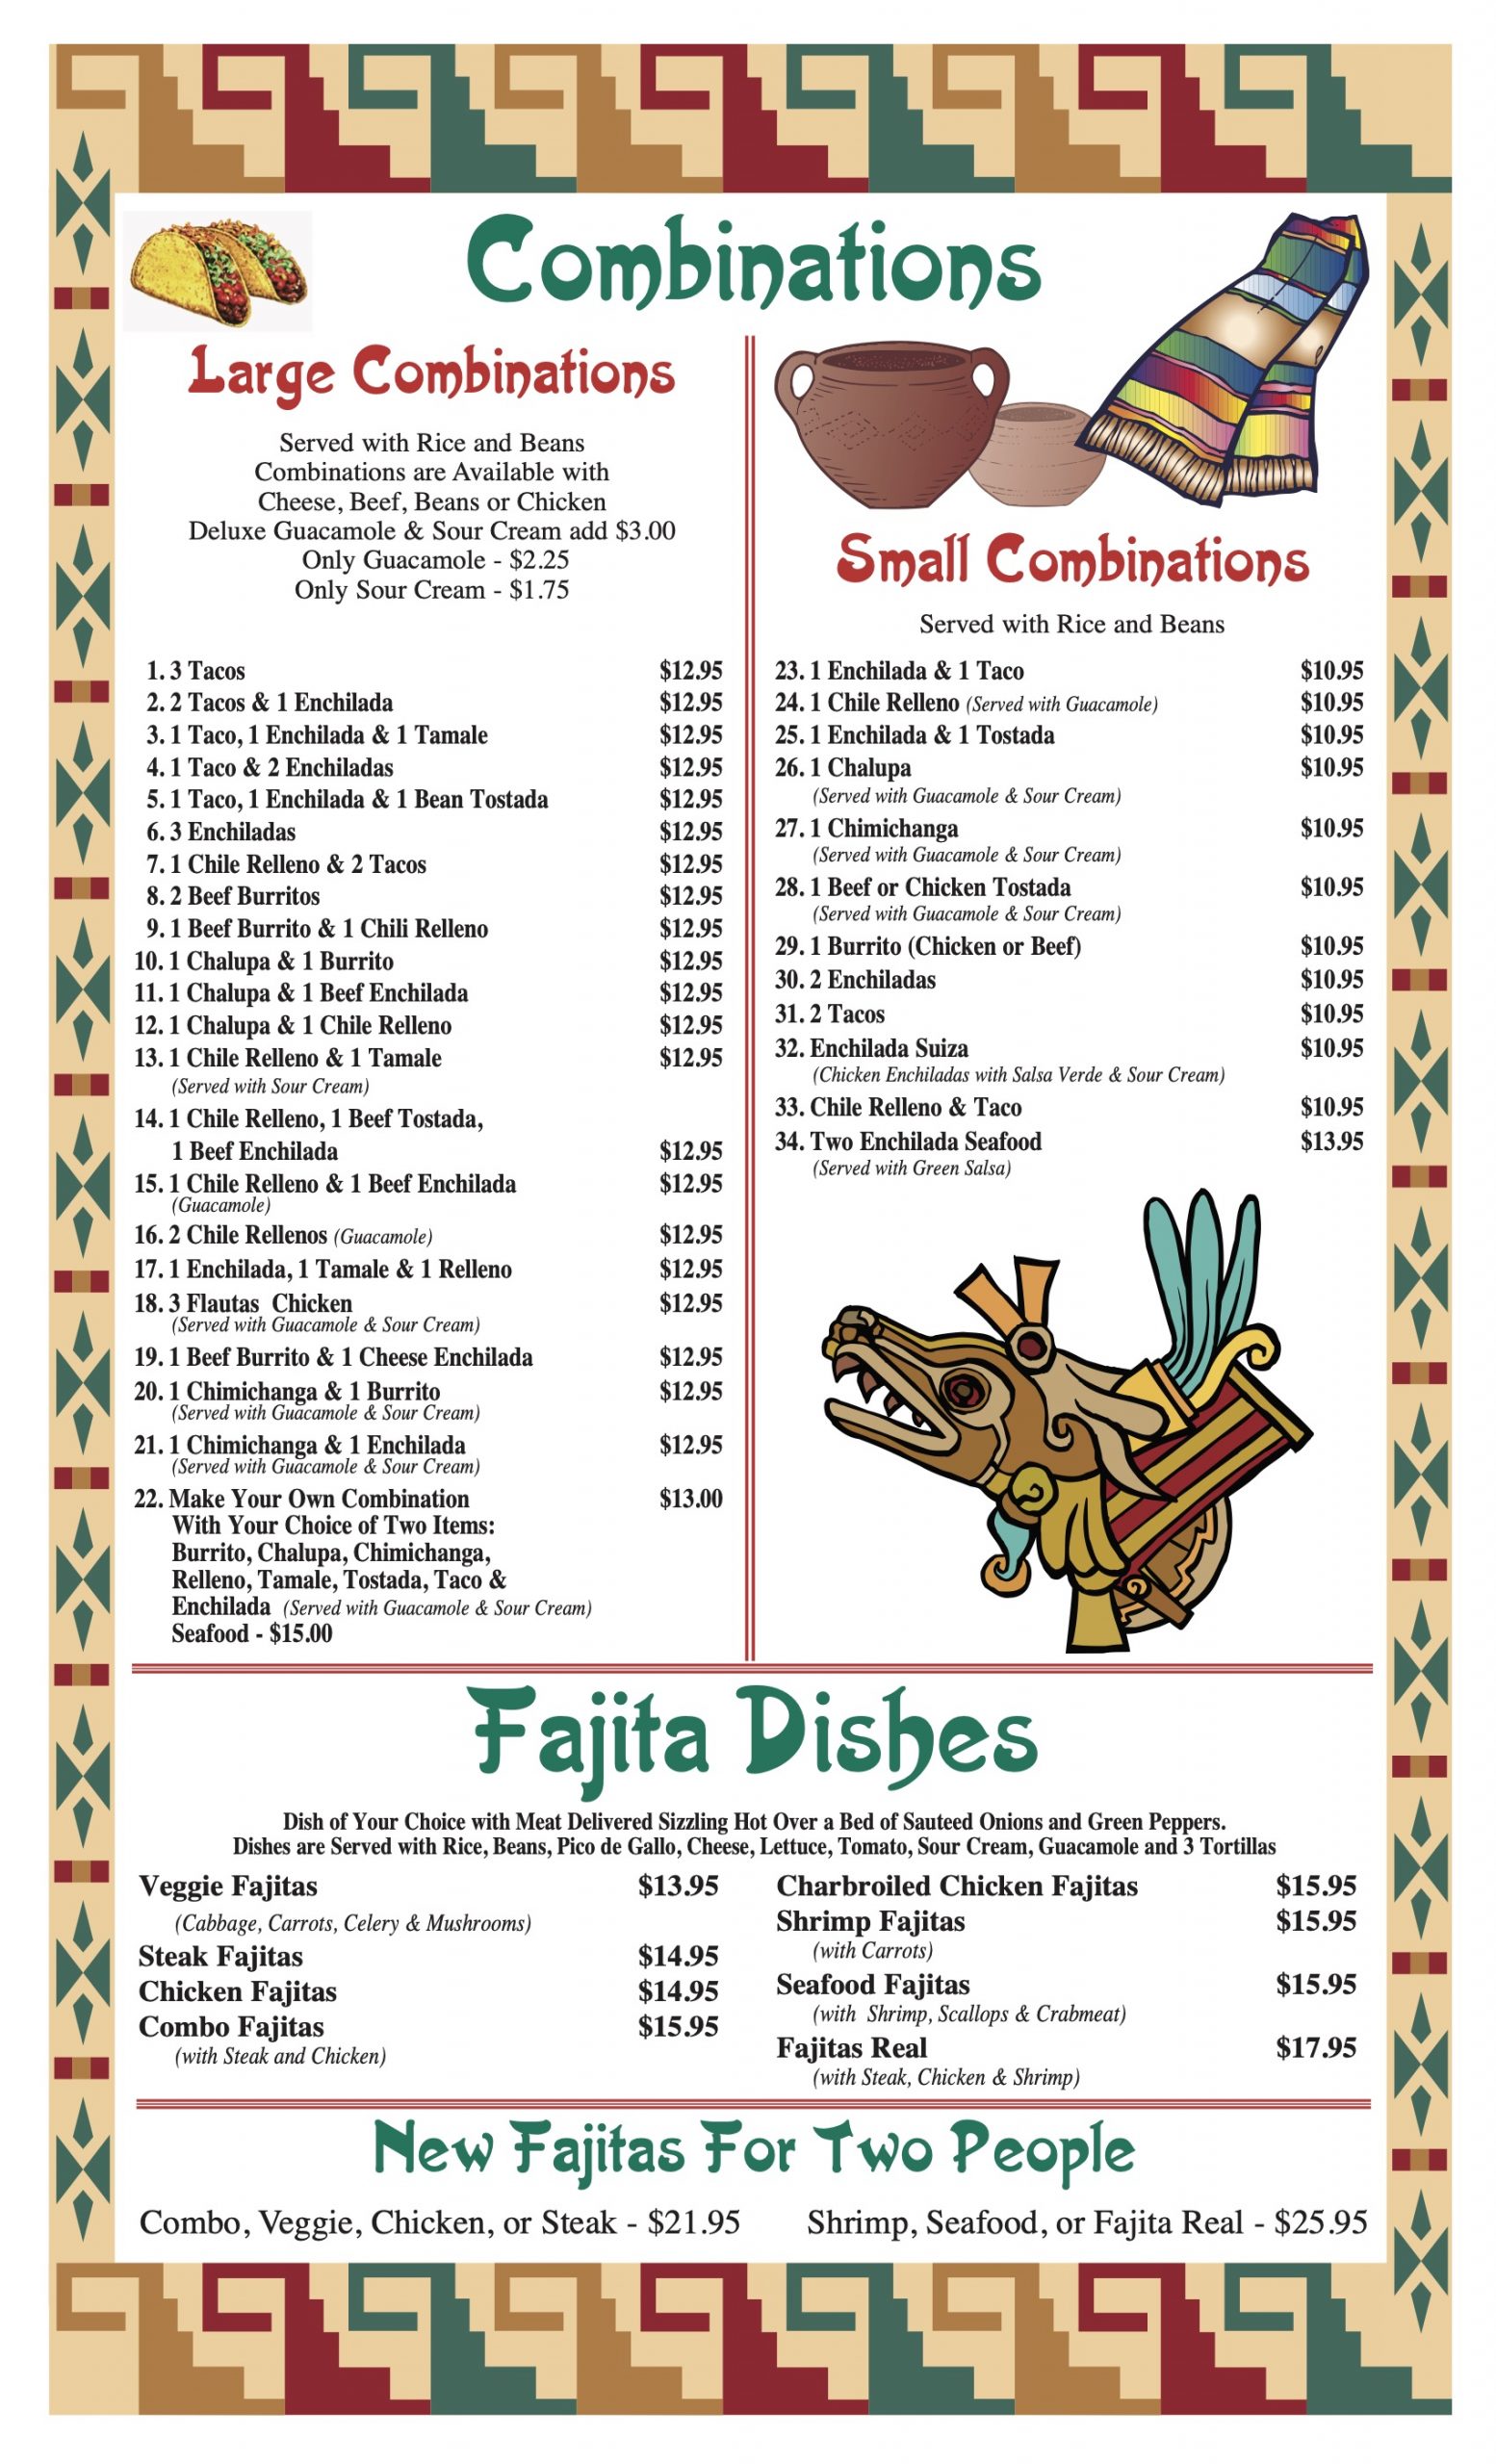 Combinations
Large Combinations
Served with Rice and Beans
Combinations are Available with
Cheese, Beef, Beans or Chicken
Deluxe Guacamole & Sour Cream add $3.00
Only Guacamole - $2.25
Only Sour Cream - $1.75
1. 3 Tacos $12.95
2. 2 Tacos & 1 Enchilada $12.95
3. 1 Taco, 1 Enchilada & 1 Tamale $12.95
4. 1 Taco & 2 Enchiladas $12.95
5. 1 Taco, 1 Enchilada & 1 Bean Tostada $12.95
6. 3 Enchiladas $12.95
7. 1 Chile Relleno & 2 Tacos $12.95
8. 2 Beef Burritos $12.95
9. 1 Beef Burrito & 1 Chili Relleno $12.95
10. 1 Chalupa & 1 Burrito $12.95
11. 1 Chalupa & 1 Beef Enchilada $12.95
12. 1 Chalupa & 1 Chile Relleno $12.95
13. 1 Chile Relleno & 1 Tamale $12.95
(Served with Sour Cream)
14. 1 Chile Relleno, 1 Beef Tostada,
1 Beef Enchilada $12.95
15. 1 Chile Relleno & 1 Beef Enchilada $12.95
(Guacamole)
16. 2 Chile Rellenos (Guacamole) $12.95
17. 1 Enchilada, 1 Tamale & 1 Relleno $12.95
18. 3 Flautas Chicken $12.95
(Served with Guacamole & Sour Cream)
19. 1 Beef Burrito & 1 Cheese Enchilada $12.95
20. 1 Chimichanga & 1 Burrito $12.95
(Served with Guacamole & Sour Cream)
21. 1 Chimichanga & 1 Enchilada $12.95
(Served with Guacamole & Sour Cream)
22. Make Your Own Combination $13.00
With Your Choice of Two Items:
Burrito, Chalupa, Chimichanga,
Relleno, Tamale, Tostada, Taco &
Enchilada (Served with Guacamole & Sour Cream)
Seafood - $15.00
Small Combinations
Served with Rice and Beans
23. 1 Enchilada & 1 Taco $10.95
24. 1 Chile Relleno (Served with Guacamole) $10.95
25. 1 Enchilada & 1 Tostada $10.95
26. 1 Chalupa $10.95
(Served with Guacamole & Sour Cream)
27. 1 Chimichanga $10.95
(Served with Guacamole & Sour Cream)
28. 1 Beef or Chicken Tostada $10.95
(Served with Guacamole & Sour Cream)
29. 1 Burrito (Chicken or Beef) $10.95
30. 2 Enchiladas $10.95
31. 2 Tacos $10.95
32. Enchilada Suiza $10.95
(Chicken Enchiladas with Salsa Verde & Sour Cream)
33. Chile Relleno & Taco $10.95
34. Two Enchilada Seafood $13.95
(Served with Green Salsa)
Fajita Dishes
Dish of Your Choice with Meat Delivered Sizzling Hot Over a Bed of Sauteed Onions and Green Peppers.
Dishes are Served with Rice, Beans, Pico de Gallo, Cheese, Lettuce, Tomato, Sour Cream, Guacamole and 3 Tortillas
Veggie Fajitas $13.95
(Cabbage, Carrots, Celery & Mushrooms)
Steak Fajitas $14.95
Chicken Fajitas $14.95
Combo Fajitas $15.95
(with Steak and Chicken)
Charbroiled Chicken Fajitas $15.95
Shrimp Fajitas $15.95
(with Carrots)
Seafood Fajitas $15.95
(with Shrimp, Scallops & Crabmeat)
Fajitas Real $17.95
(with Steak, Chicken & Shrimp)
New Fajitas For Two People
Combo, Veggie, Chicken, or Steak - $21.95
Shrimp, Seafood, or Fajita Real - $25.95